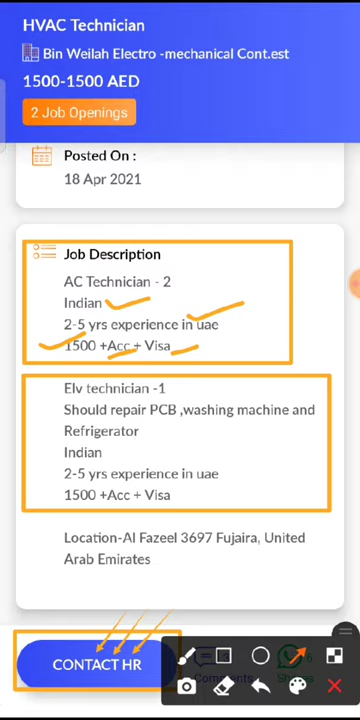 HVAC Technician
Bin Weilah Electro -mechanical Cont.est
1500-1500 AED
2 Job Openings
Posted On :
18 Apr 2021
Job Description
AC Technician - 2
Indian
2-5 yrs experience in uae
1500 +Acc + Visa
Elv technician -1
Should repair PCB ,washing machine and
Refrigerator
Indian
2-5 yrs experience in uae
1500 +Acc + Visa
Location-Al Fazeel 3697 Fujaira, United
Arab Emirates
CONTACT HR
Comments